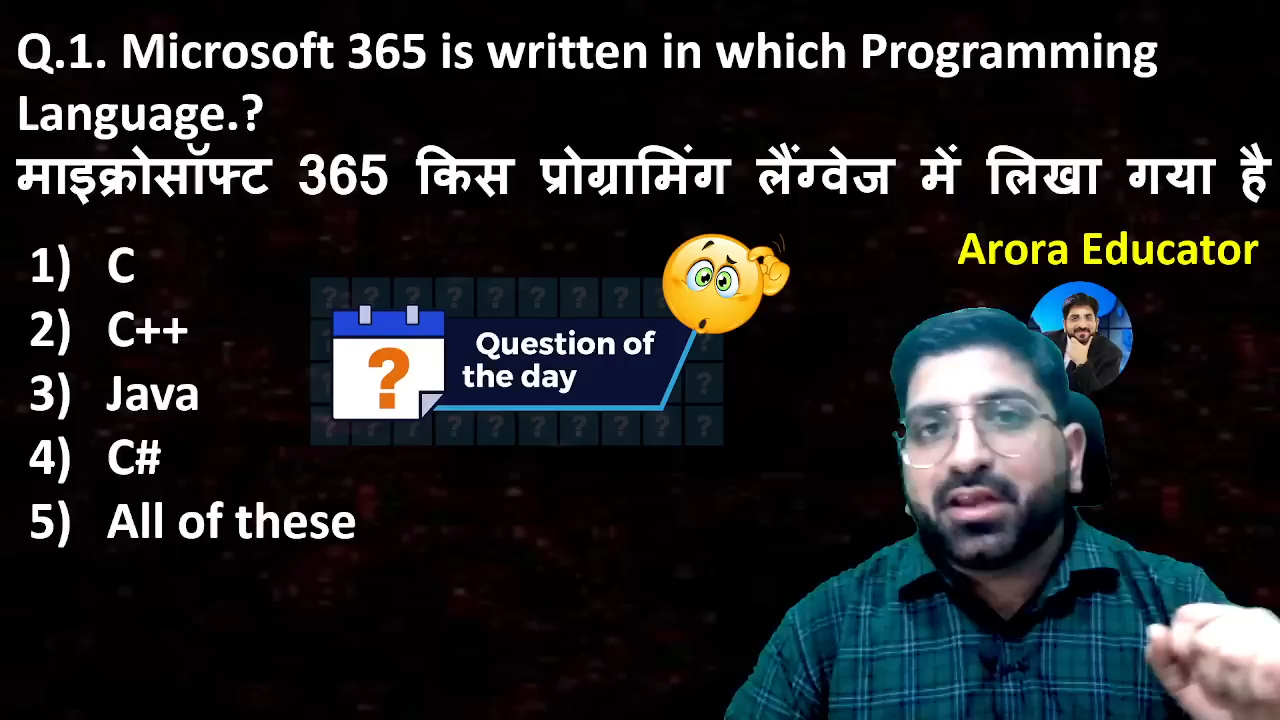 Q.1. Microsoft 365 is written in which Programming
Language.?
माइक्रोसॉफ्ट 365 किस प्रोग्रामिंग लैंग्वेज में लिखा गया है
Arora Educator
1) C
2) C++
3) Java
4) C#
5) All of these
?
Question of
the day